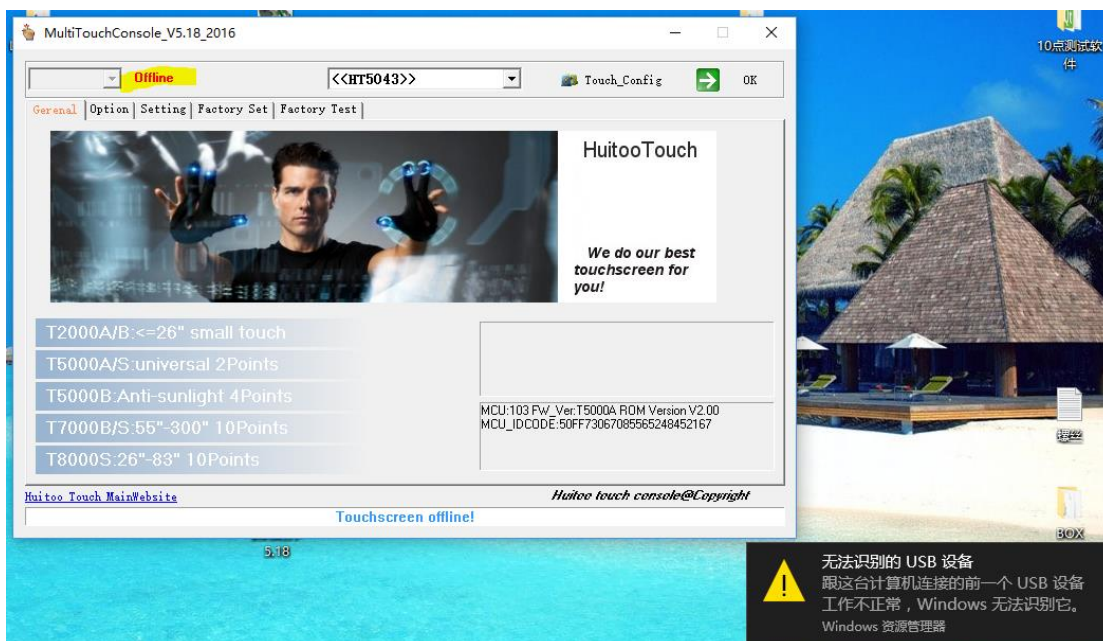 MultiTouchConsole_V5.18_2016
10点测试软
件
Offline
<<HT5043>>
Touch_Config
OK
Gerenal
Option
Setting
Factory Set
Factory Test
HuitooTouch
We do our best
touchscreen for
you!
T2000A/B:<=26" small touch
T5000A/S:universal 2Points
T5000B:Anti-sunlight 4Points
T7000B/S:55"-300" 10Points
T8000S:26"-83" 10Points
MCU:103 FW_Ver:T5000A ROM Version V2.00
MCU_IDCODE:50FF73067085565248452167
Huitoo Touch MainWebsite
Huitoo touch console@Copyright
Touchscreen offline!
5.18
BOX
无法识别的 USB 设备
跟这台计算机连接的前一个 USB 设备
工作不正常，Windows 无法识别它。
Windows 资源管理器